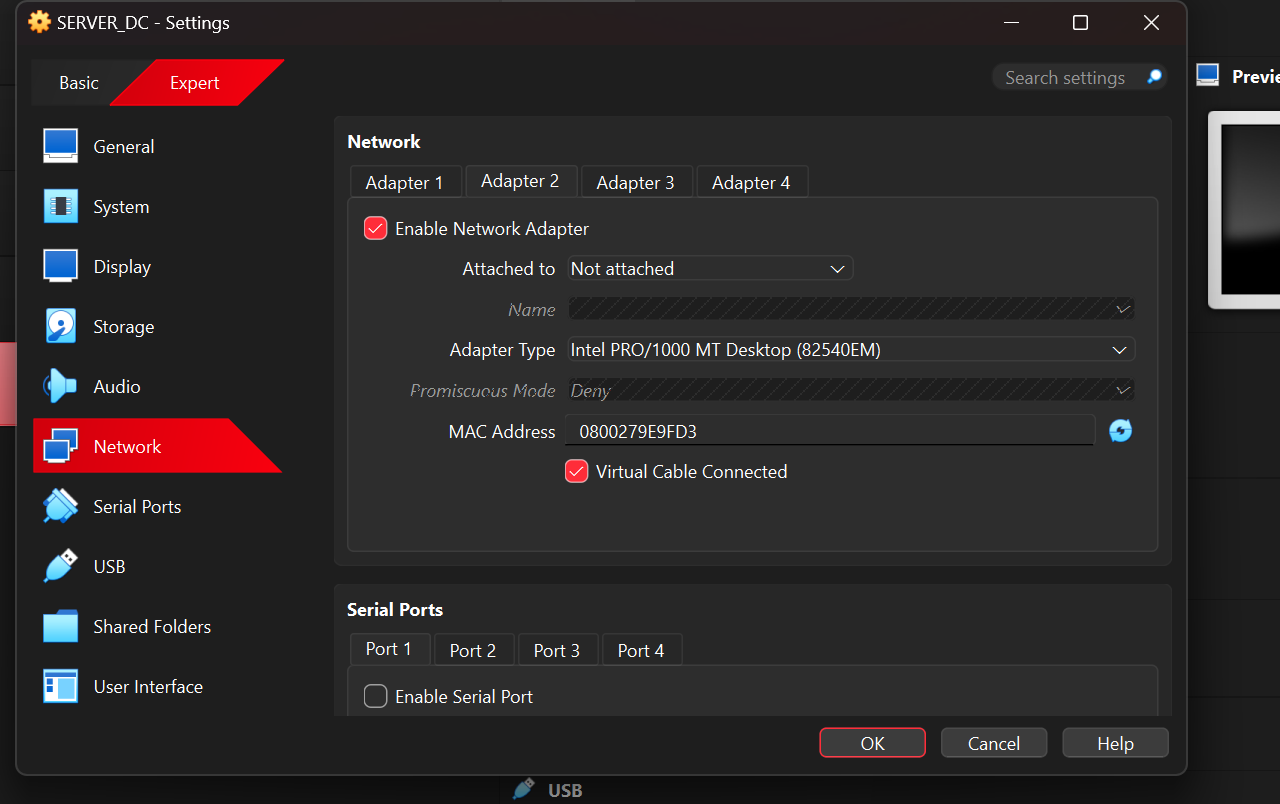 SERVER_DC - Settings
Basic
Expert
Search settings
General
System
Display
Storage
Audio
Network
Serial Ports
USB
Shared Folders
User Interface
Network
Adapter 1 Adapter 2 Adapter 3 Adapter 4
Enable Network Adapter
Attached to Not attached
Name
Adapter Type Intel PRO/1000 MT Desktop (82540EM)
Promiscuous Mode Deny
MAC Address 0800279E9FD3
Virtual Cable Connected
Serial Ports
Port 1 Port 2 Port 3 Port 4
Enable Serial Port
OK Cancel Help
Previe
USB